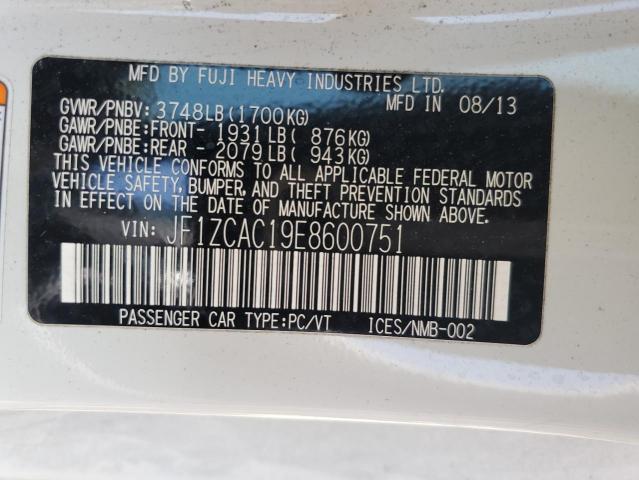 MFD BY FUJI HEAVY INDUSTRIES LTD.
GVWR/PNBV: 3748LB(1700KG) MFD IN 08/13
GAWR/PNBE:FRONT- 1931LB( 876KG)
GAWR/PNBE:REAR - 2079LB( 943KG)
THIS VEHICLE CONFORMS TO ALL APPLICABLE FEDERAL MOTOR
VEHICLE SAFETY, BUMPER, AND THEFT PREVENTION STANDARDS
IN EFFECT ON THE DATE OF MANUFACTURE SHOWN ABOVE.
VIN: JF1ZCAC19E8600751
PASSENGER CAR TYPE:PC/VT ICES/NMB-002